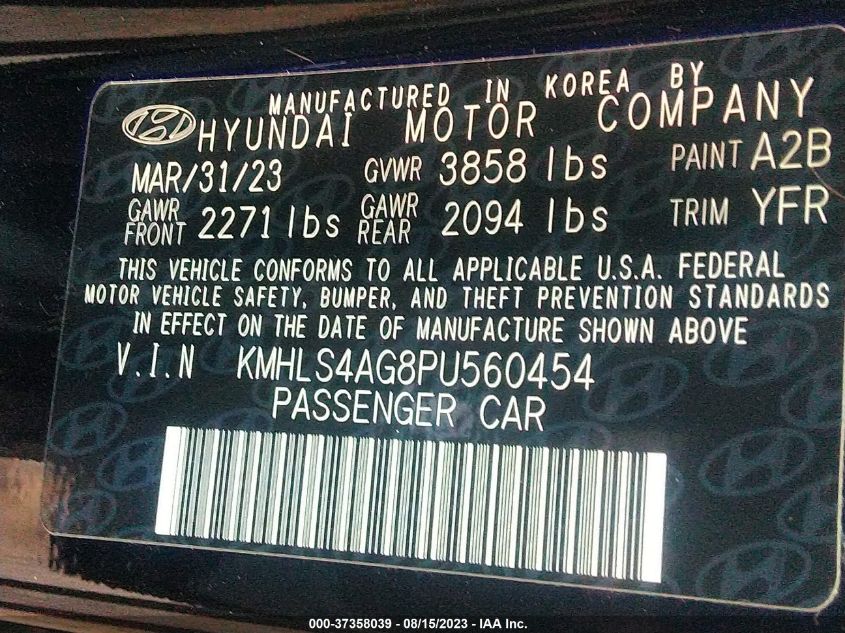 MANUFACTURED IN KOREA BY
HYUNDAI MOTOR COMPANY
MAR/31/23 GVWR 3858 lbs PAINT A2B
GAWR FRONT 2271 lbs GAWR REAR 2094 lbs TRIM YFR
THIS VEHICLE CONFORMS TO ALL APPLICABLE U.S.A. FEDERAL
MOTOR VEHICLE SAFETY, BUMPER, AND THEFT PREVENTION STANDARDS
IN EFFECT ON THE DATE OF MANUFACTURE SHOWN ABOVE
V.I.N KMHLS4AG8PU560454
PASSENGER CAR
000-37358039 - 08/15/2023 - IAA Inc.